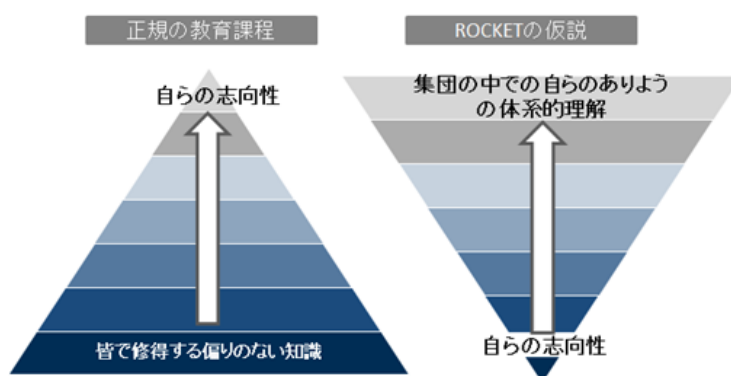 正規の教育課程
自らの志向性
皆で修得する偏りのない知識
ROCKETの仮説
集団の中での自らのありよう
の体系的理解
自らの志向性